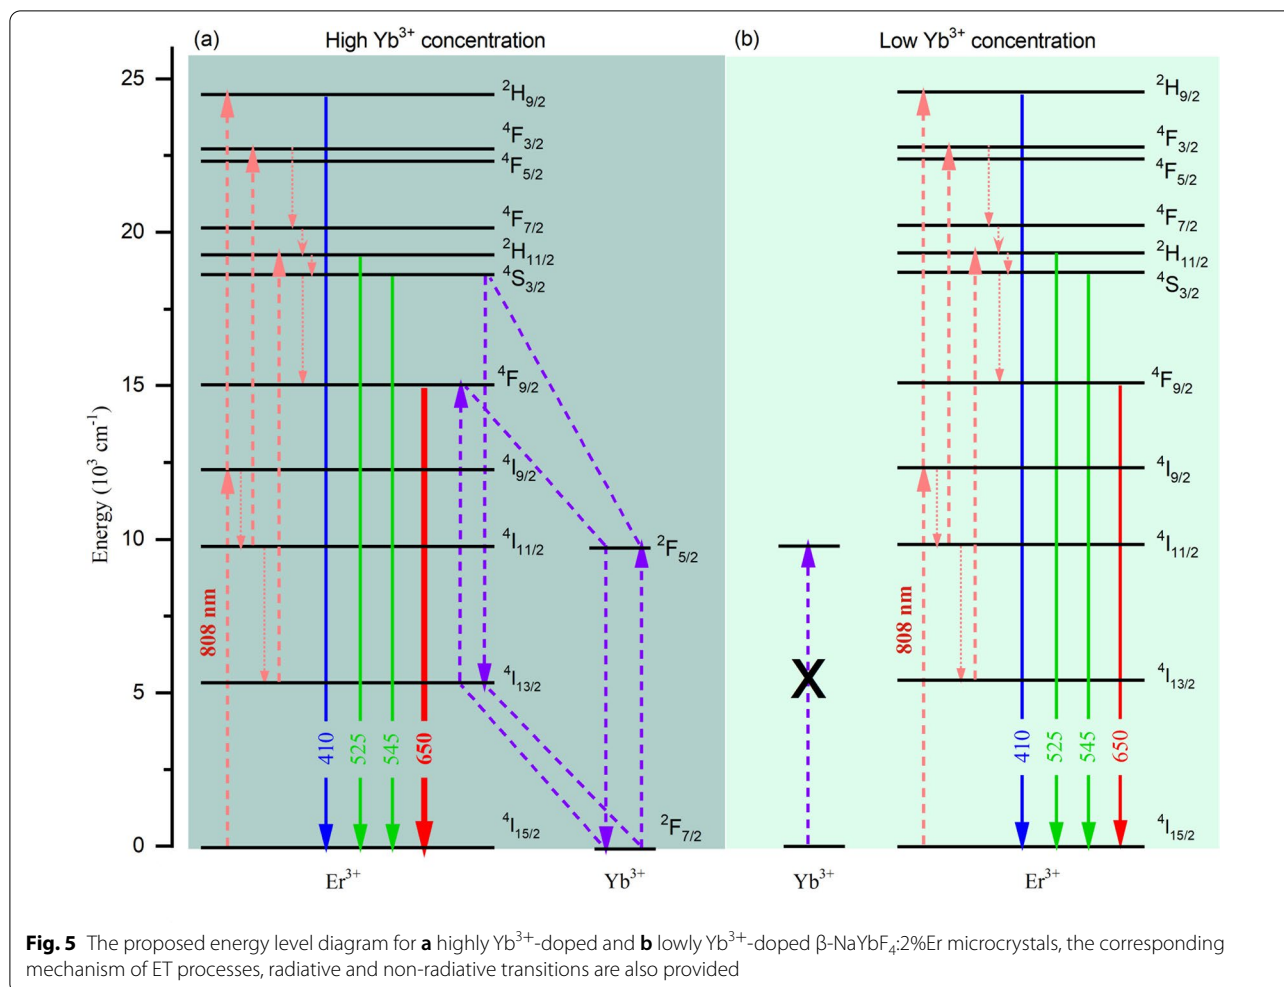 (a)
High Yb³⁺ concentration
(b)
Low Yb³⁺ concentration
Energy (10³ cm⁻¹)
25
20
15
10
5
0
²H₉/₂
⁴F₃/₂
⁴F₅/₂
⁴F₇/₂
²H₁₁/₂
⁴S₃/₂
⁴F₉/₂
⁴I₉/₂
⁴I₁₁/₂
⁴I₁₃/₂
⁴I₁₅/₂
808 nm
410
525
545
650
²F₅/₂
²F₇/₂
Er³⁺
Yb³⁺
X
Yb³⁺
²H₉/₂
⁴F₃/₂
⁴F₅/₂
⁴F₇/₂
²H₁₁/₂
⁴S₃/₂
⁴F₉/₂
⁴I₉/₂
⁴I₁₁/₂
⁴I₁₃/₂
⁴I₁₅/₂
808 nm
410
525
545
650
Er³⁺
Fig. 5 The proposed energy level diagram for a highly Yb³⁺-doped and b lowly Yb³⁺-doped β-NaYbF₄:2%Er microcrystals, the corresponding
mechanism of ET processes, radiative and non-radiative transitions are also provided